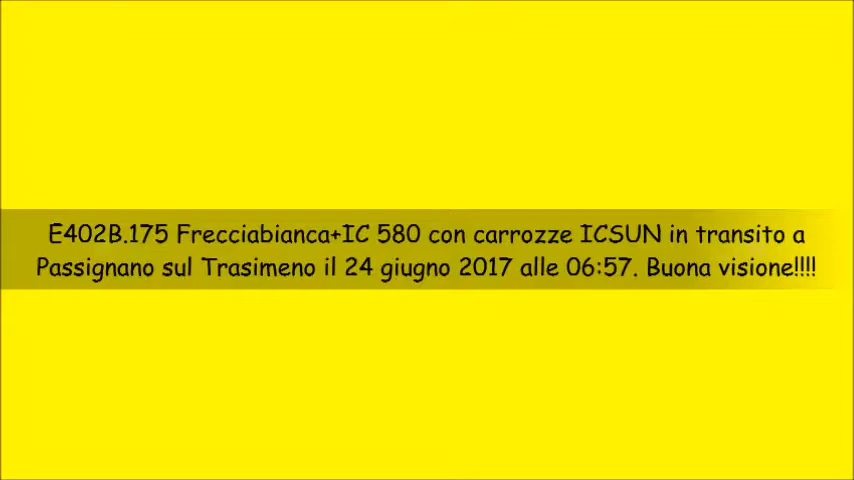 E402B.175 Frecciabianca+IC 580 con carrozze ICSUN in transito a
Passignano sul Trasimeno il 24 giugno 2017 alle 06:57. Buona visione!!!!